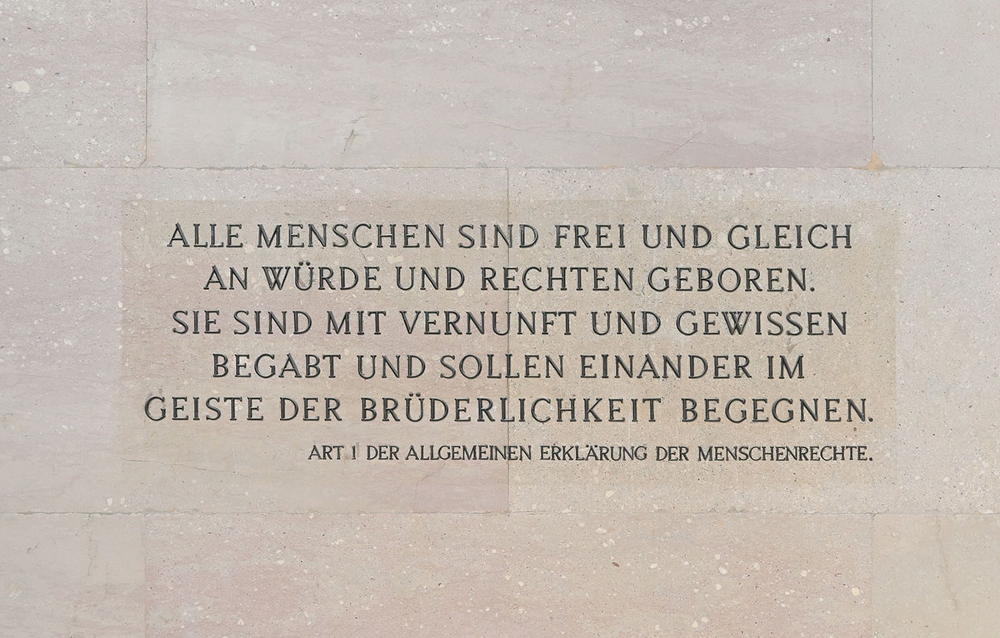 ALLE MENSCHEN SIND FREI UND GLEICH
AN WÜRDE UND RECHTEN GEBOREN.
SIE SIND MIT VERNUNFT UND GEWISSEN
BEGABT UND SOLLEN EINANDER IM
GEISTE DER BRÜDERLICHKEIT BEGEGNEN.
ART 1 DER ALLGEMEINEN ERKLÄRUNG DER MENSCHENRECHTE.